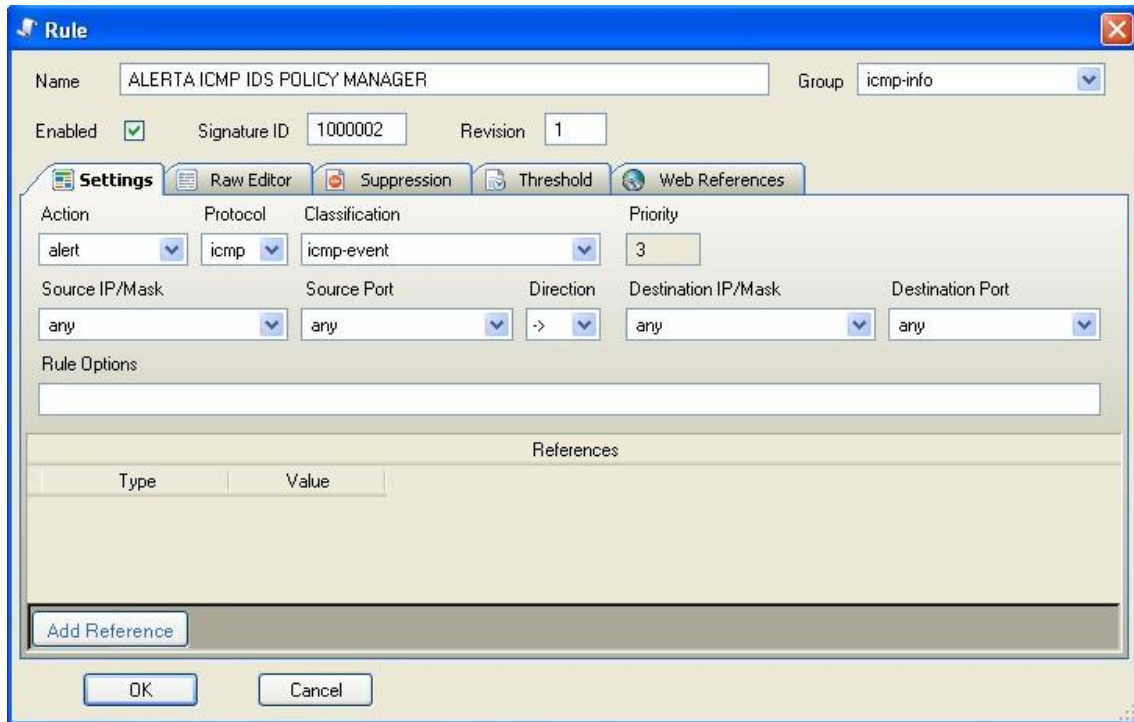 Rule
Name ALERTA ICMP IDS POLICY MANAGER Group icmp-info
Enabled Signature ID 1000002 Revision 1
Settings Raw Editor Suppression Threshold Web References
Action Protocol Classification Priority
alert icmp icmp-event 3
Source IP/Mask Source Port Direction Destination IP/Mask Destination Port
any any -> any any
Rule Options
References
Type Value
Add Reference
OK Cancel